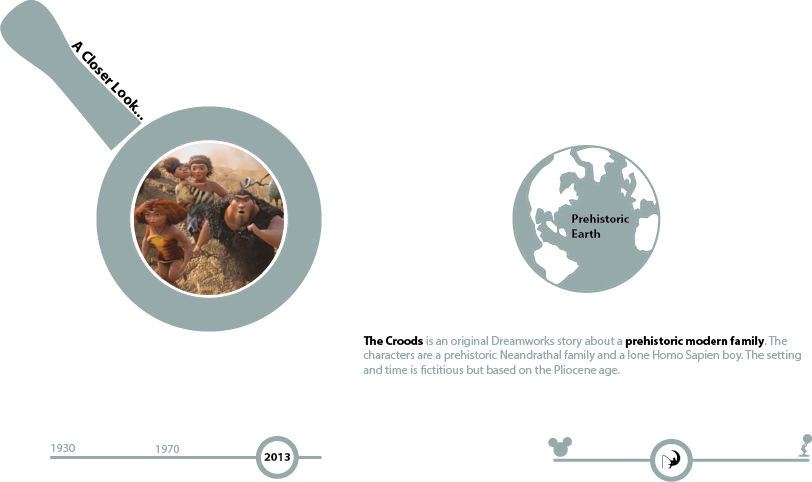 A Closer Look...
Prehistoric
Earth
The Croods is an original Dreamworks story about a prehistoric modern family. The
characters are a prehistoric Neandrathal family and a lone Homo Sapien boy. The setting
and time is fictitious but based on the Pliocene age.
1930
1970
2013